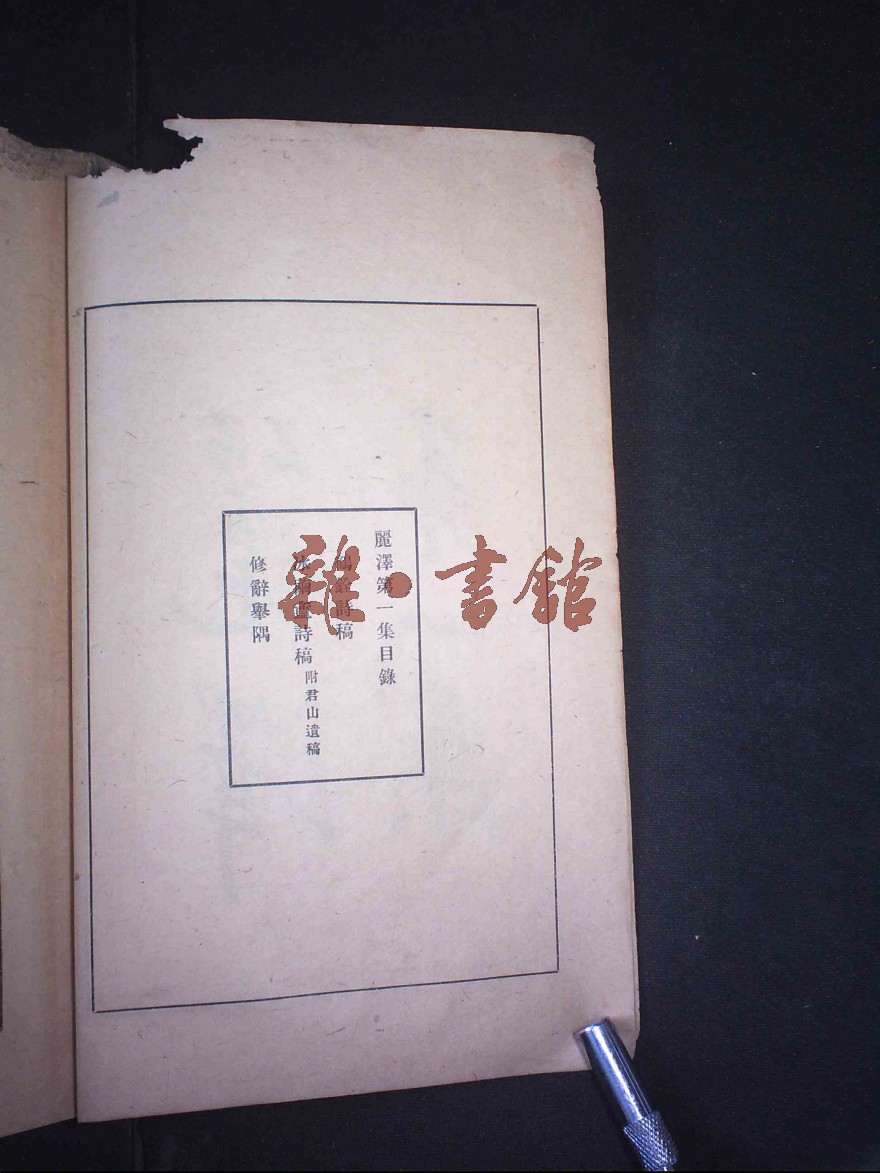 麗澤第一集目錄
詩稿
詩稿 附君山遺稿
修辭舉隅
雜·書館